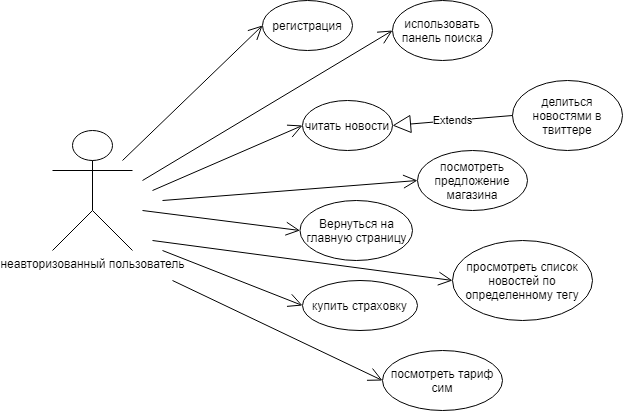 регистрация
использовать
панель поиска
читать новости
Extends
делиться
новостями в
твиттере
посмотреть
предложение
магазина
Вернуться на
главную страницу
неавторизованный пользователь
просмотреть список
новостей по
определенному тегу
купить страховку
посмотреть тариф
сим